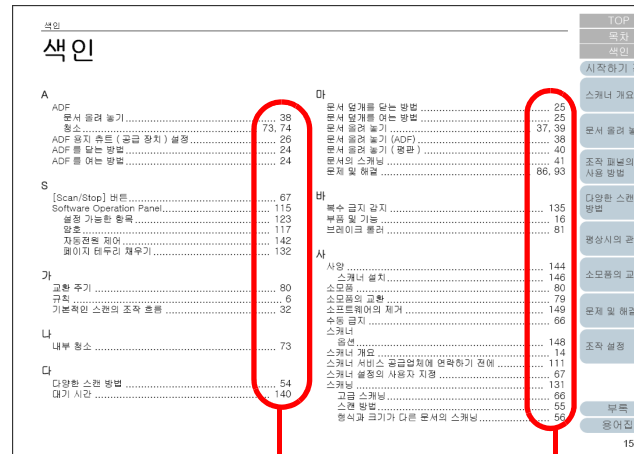 색인
색인
A
ADF
문서 올려 놓기 38
청소 73, 74
ADF 용지 츄트 ( 공급 장치 ) 설정 26
ADF 를 닫는 방법 24
ADF 를 여는 방법 24
S
[Scan/Stop] 버튼 67
Software Operation Panel 115
설정 가능한 항목 123
암호 117
자동전원 제어 142
페이지 테두리 채우기 132
가
교환 주기 80
규칙 6
기본적인 스캔의 조작 흐름 32
나
내부 청소 73
다
다양한 스캔 방법 54
대기 시간 140
마
문서 덮개를 닫는 방법 25
문서 덮개를 여는 방법 25
문서 올려 놓기 37, 39
문서 올려 놓기 (ADF) 38
문서 올려 놓기 ( 평판 ) 40
문서의 스캐닝 41
문제 및 해결 86, 93
바
복수 급지 감지 135
부품 및 기능 16
브레이크 롤러 81
사
사양 144
스캐너 설치 146
소모품 80
소모품의 교환 79
소프트웨어의 제거 149
수동 급지 66
스캐너
옵션 148
스캐너 개요 14
스캐너 서비스 공급업체에 연락하기 전에 111
스캐너 설정의 사용자 지정 67
스캐닝 131
고급 스캐닝 66
스캔 방법 55
형식과 크기가 다른 문서의 스캐닝 56
TOP
목차
색인
시작하기
스캐너 개요
문서 올려
조작 패널의
사용 방법
다양한 스캔
방법
평상시의
소모품의
문제 및
조작 설정
부록
용어집
15